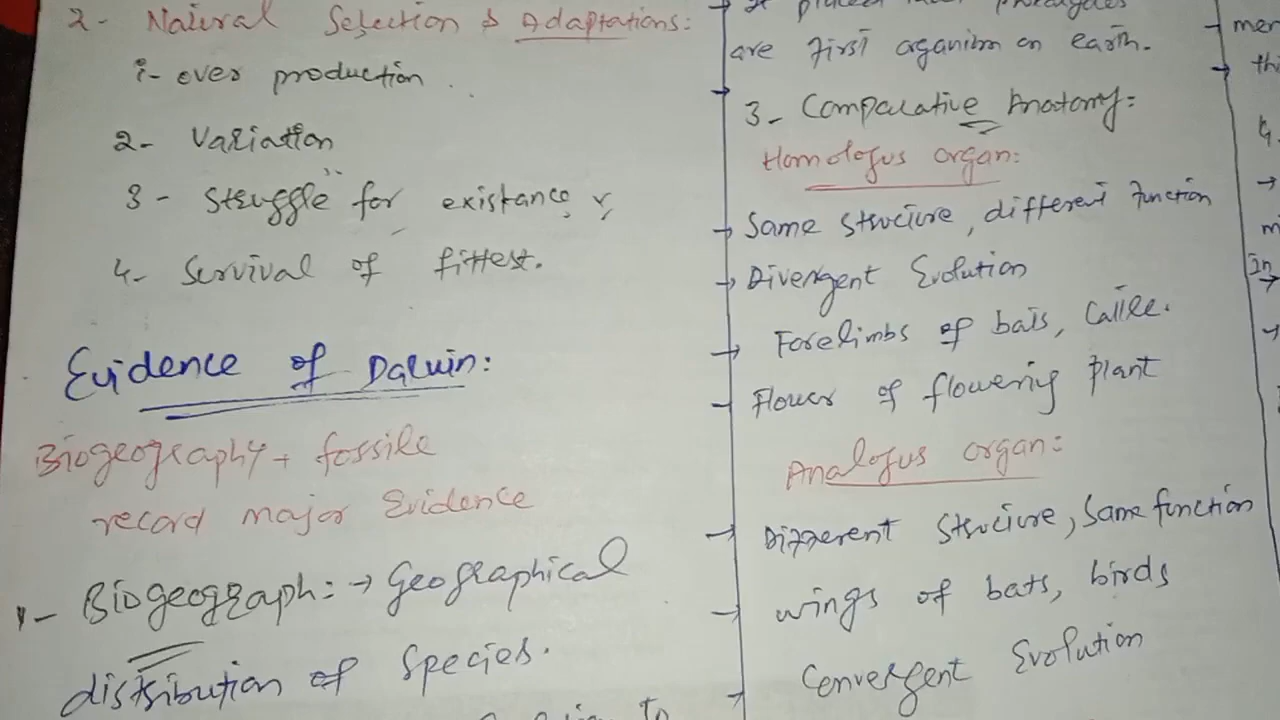 2- Natural Selection & Adaptations:
1- over production
2- Variation
3- Struggle for existance
4- Survival of fittest.
Evidence of Darwin:
Biogeography + fossile
record major Evidence
1- Biogeograph: → Geographical
distribution of Species.
to
are first organism on earth.
3- Comparative Anatomy:
Homologus organ:
→ Same structure, different function
→ Divergent Evolution
→ Forelimbs of bats, Cattle.
→ Flower of flowering plant
Analogus organ:
→ Different structure, Same function
→ wings of bats, birds
→ Convergent Evolution
4.
In